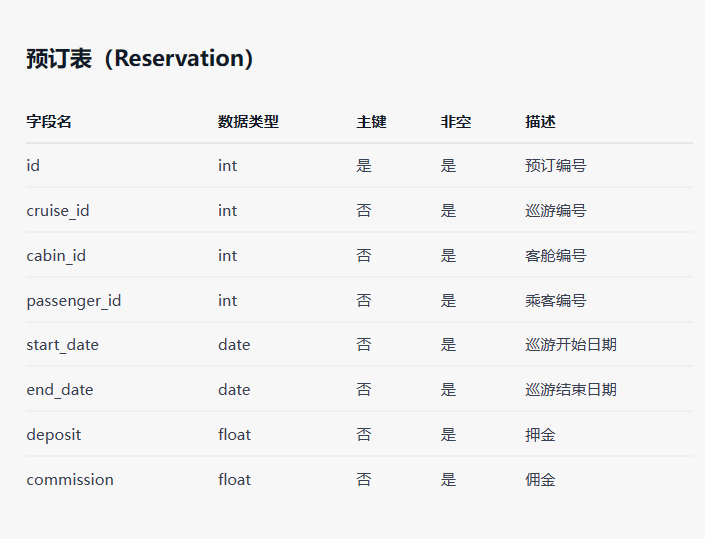 预订表（Reservation）
字段名 数据类型 主键 非空 描述
id int 是 是 预订编号
cruise_id int 否 是 巡游编号
cabin_id int 否 是 客舱编号
passenger_id int 否 是 乘客编号
start_date date 否 是 巡游开始日期
end_date date 否 是 巡游结束日期
deposit float 否 是 押金
commission float 否 是 佣金